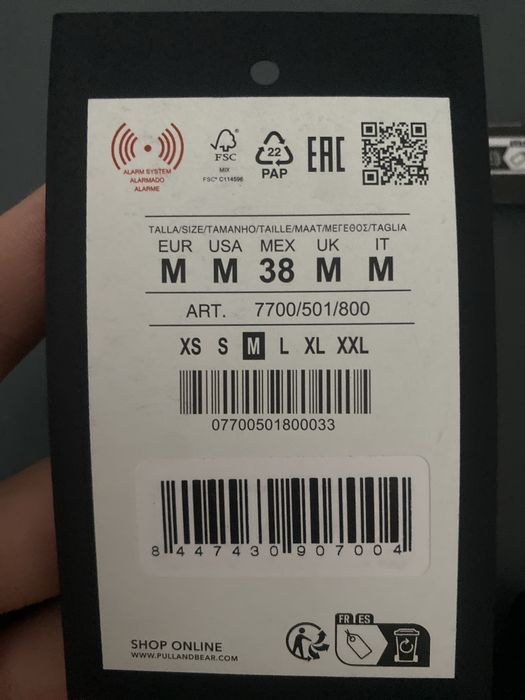 ALARM SYSTEM
ALARMADO
ALARME
FSC
MIX
FSC® C114596
22
PAP
EAC
TALLA/SIZE/TAMANHO/TAILLE/MAAT/ΜΕΓΕΘΟΣ/TAGLIA
EUR USA MEX UK IT
M M 38 M M
ART. 7700/501/800
XS S M L XL XXL
07700501800033
8 447430 907004
FR ES
SHOP ONLINE
WWW.PULLANDBEAR.COM